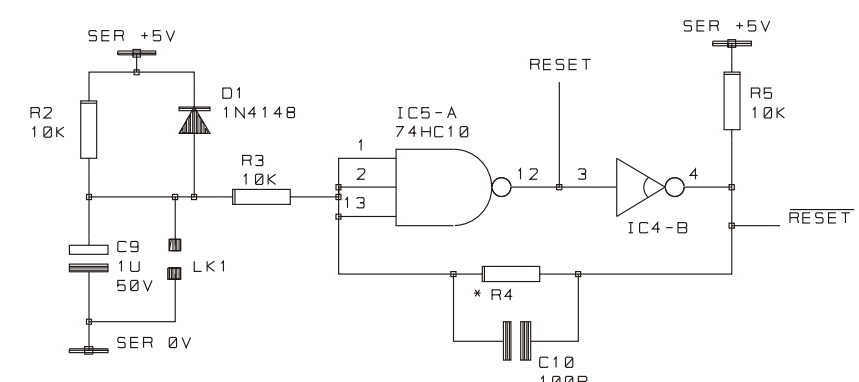 SER +5V
SER +5V
RESET
R2
10K
D1
1N4148
IC5-A
74HC10
R5
10K
R3
10K
1
2
13
12
3
4
IC4-B
RESET
C9
1U
50V
LK1
* R4
SER 0V
C10